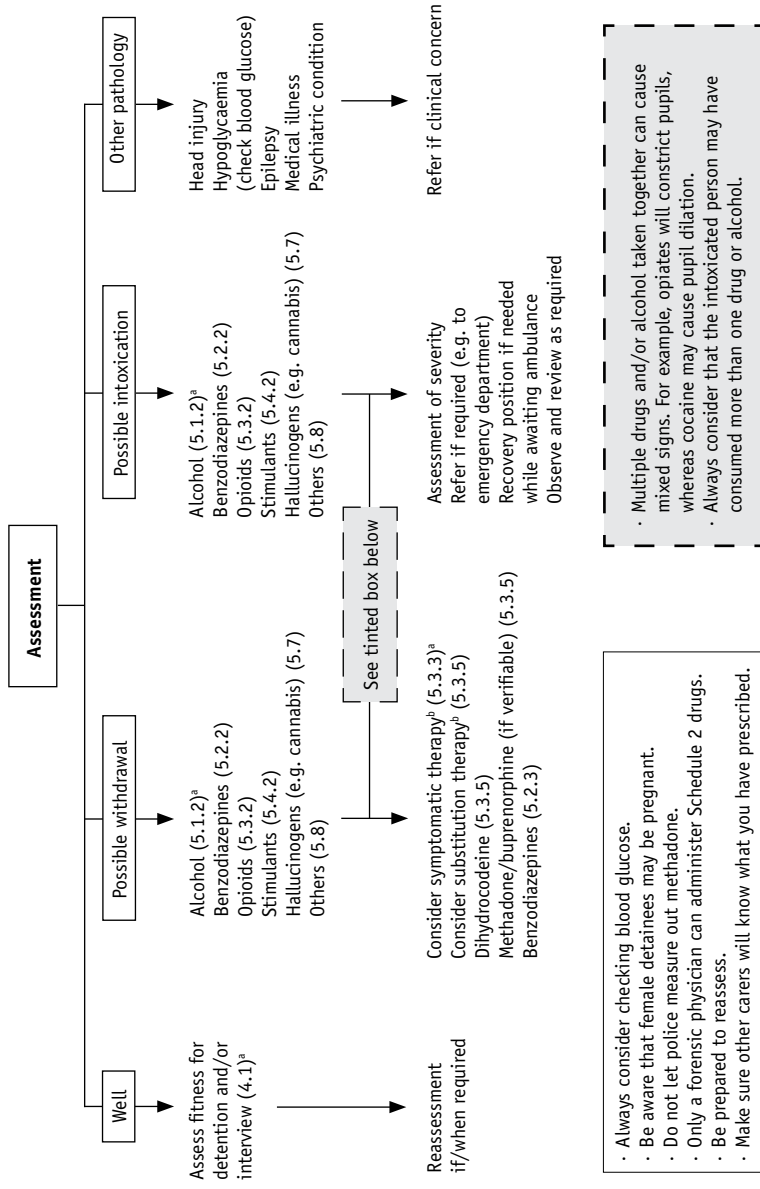 Assessment
Well
Possible withdrawal
Possible intoxication
Other pathology
Assess fitness for
detention and/or
interview (4.1)ᵃ
Reassessment
if/when required
Alcohol (5.1.2)ᵃ
Benzodiazepines (5.2.2)
Opioids (5.3.2)
Stimulants (5.4.2)
Hallucinogens (e.g. cannabis) (5.7)
Others (5.8)
Consider symptomatic therapyᵇ (5.3.3)ᵃ
Consider substitution therapyᵇ (5.3.5)
Dihydrocodeine (5.3.5)
Methadone/buprenorphine (if verifiable) (5.3.5)
Benzodiazepines (5.2.3)
See tinted box below
Alcohol (5.1.2)ᵃ
Benzodiazepines (5.2.2)
Opioids (5.3.2)
Stimulants (5.4.2)
Hallucinogens (e.g. cannabis) (5.7)
Others (5.8)
Assessment of severity
Refer if required (e.g. to
emergency department)
Recovery position if needed
while awaiting ambulance
Observe and review as required
Head injury
Hypoglycaemia
(check blood glucose)
Epilepsy
Medical illness
Psychiatric condition
Refer if clinical concern
· Always consider checking blood glucose.
· Be aware that female detainees may be pregnant.
· Do not let police measure out methadone.
· Only a forensic physician can administer Schedule 2 drugs.
· Be prepared to reassess.
· Make sure other carers will know what you have prescribed.
· Multiple drugs and/or alcohol taken together can cause
mixed signs. For example, opiates will constrict pupils,
whereas cocaine may cause pupil dilation.
· Always consider that the intoxicated person may have
consumed more than one drug or alcohol.